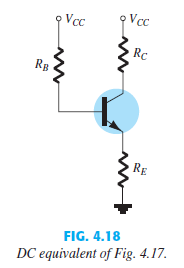 VCC VCC
RB
RC
RE
FIG. 4.18
DC equivalent of Fig. 4.17.